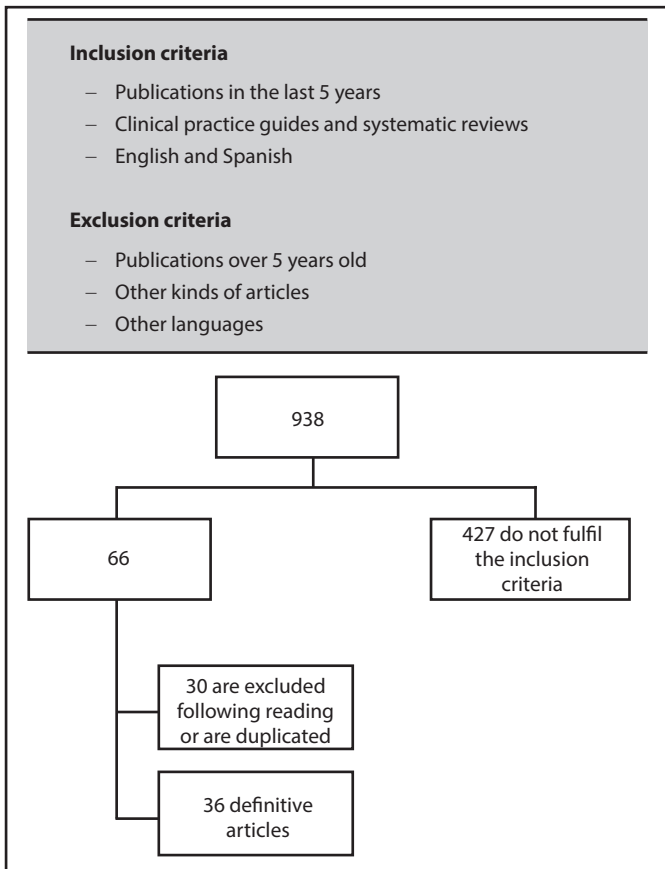 Inclusion criteria
– Publications in the last 5 years
– Clinical practice guides and systematic reviews
– English and Spanish
Exclusion criteria
– Publications over 5 years old
– Other kinds of articles
– Other languages
938
66
427 do not fulfil
the inclusion
criteria
30 are excluded
following reading
or are duplicated
36 definitive
articles